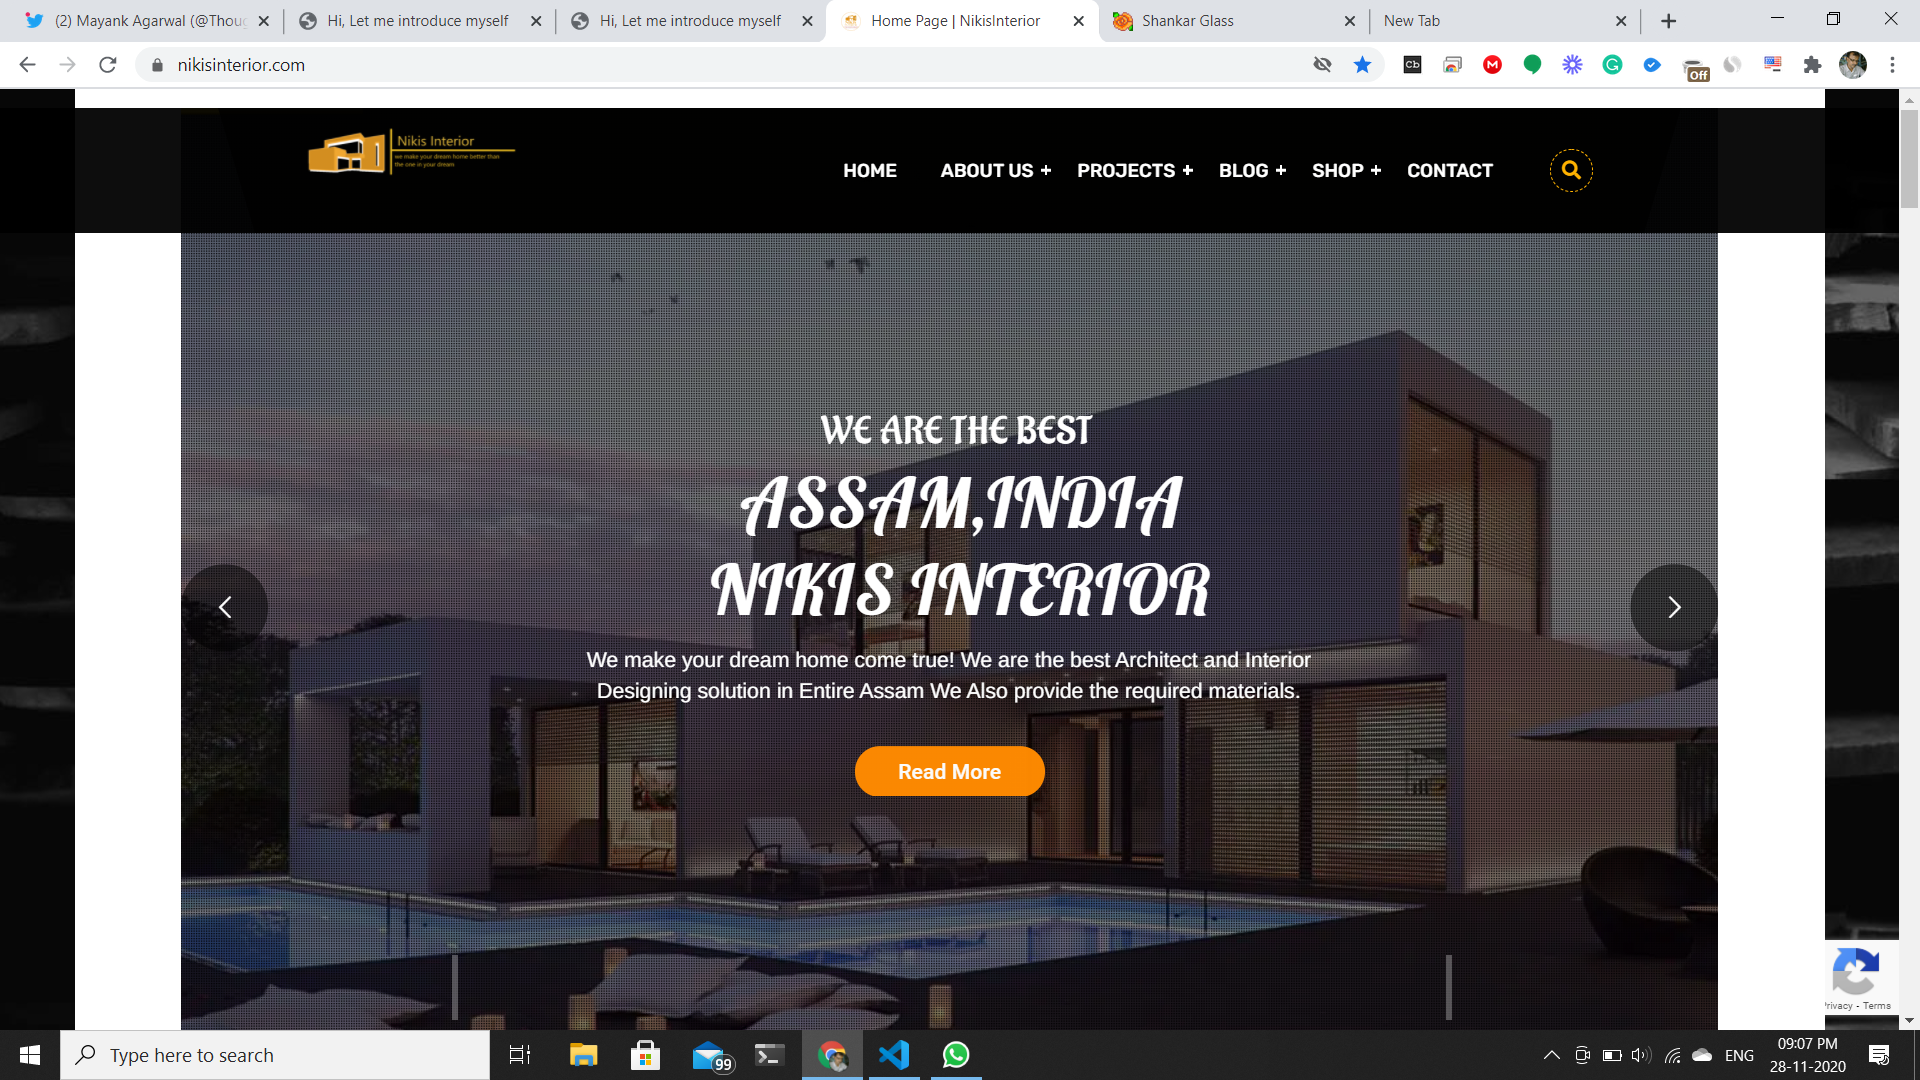 (2) Mayank Agarwal (@Thoug
Hi, Let me introduce myself
Hi, Let me introduce myself
Home Page | NikisInterior
Shankar Glass
New Tab
nikisinterior.com
Cb
M
G
Off
Nikis Interior
we make your dream home better than
the one in your dream
HOME
ABOUT US +
PROJECTS +
BLOG +
SHOP +
CONTACT
WE ARE THE BEST
ASSAM,INDIA
NIKIS INTERIOR
We make your dream home come true! We are the best Architect and Interior
Designing solution in Entire Assam We Also provide the required materials.
Read More
Privacy - Terms
Type here to search
99
ENG
09:07 PM
28-11-2020